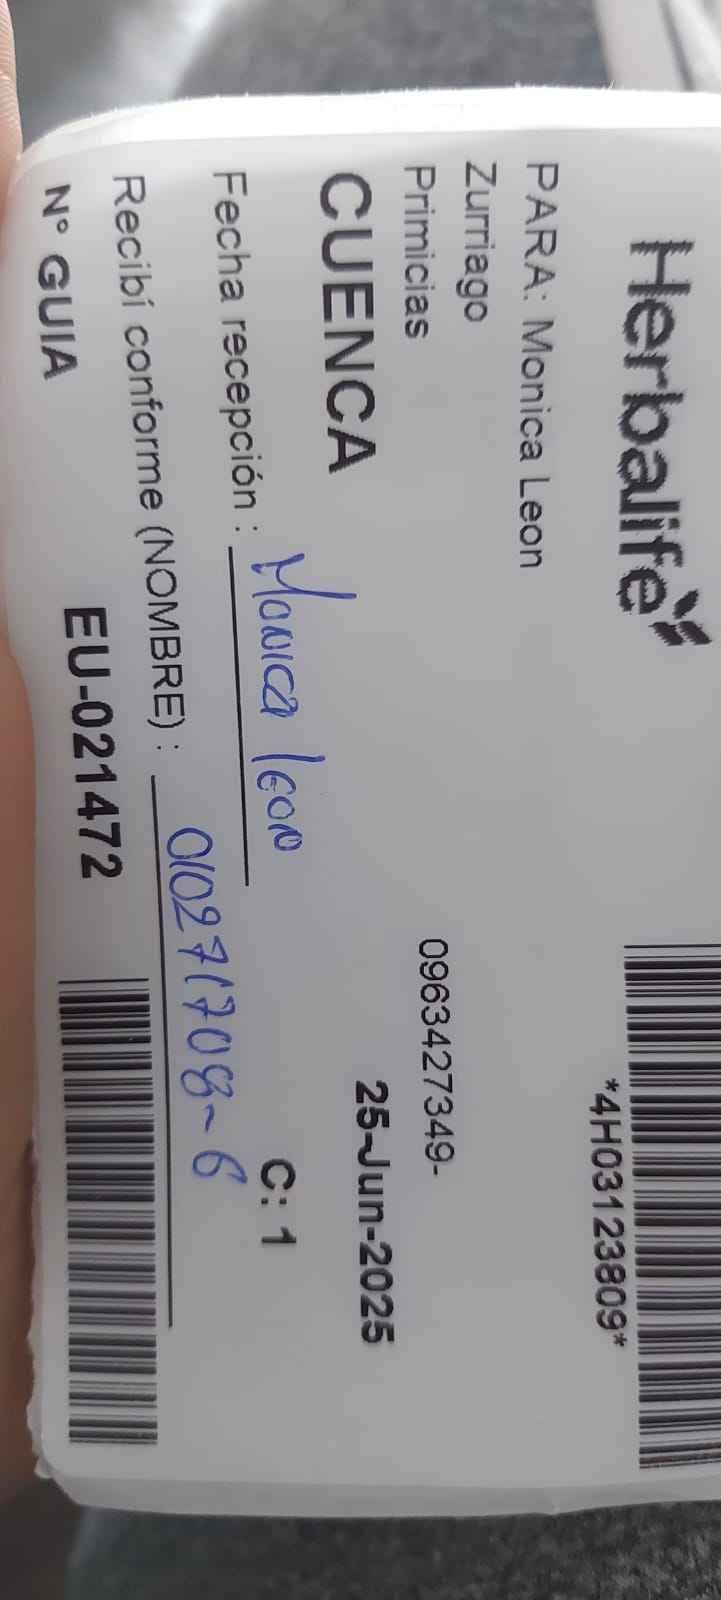 Herbalife
*4H03123809*
PARA: Monica Leon
Zurriago
Primicias
0963427349-
CUENCA
25-Jun-2025
Fecha recepción : Monica leon
C: 1
Recibí conforme (NOMBRE) : 010271708-6
N° GUIA EU-021472